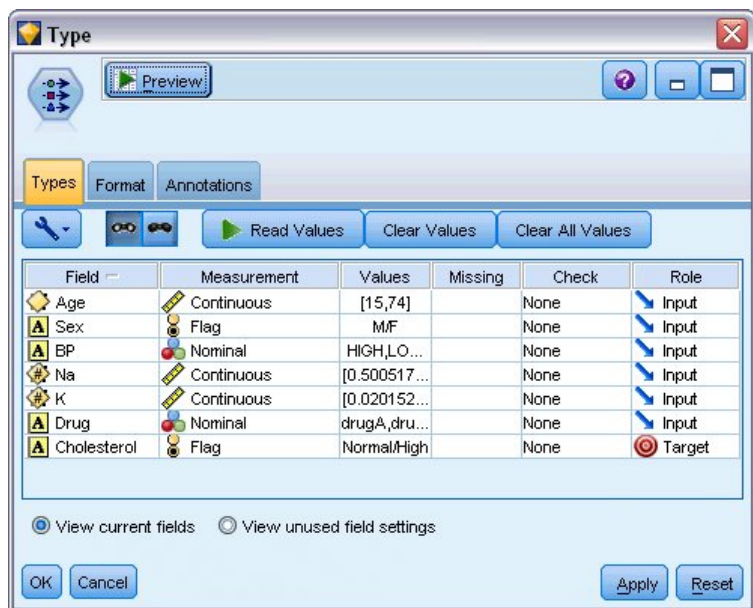 Type
Preview
Types Format Annotations
Read Values Clear Values Clear All Values
Field Measurement Values Missing Check Role
Age Continuous [15,74] None Input
A Sex Flag M/F None Input
A BP Nominal HIGH,LO... None Input
# Na Continuous [0.500517... None Input
# K Continuous [0.020152... None Input
A Drug Nominal drugA,dru... None Input
A Cholesterol Flag Normal/High None Target
View current fields View unused field settings
OK Cancel Apply Reset